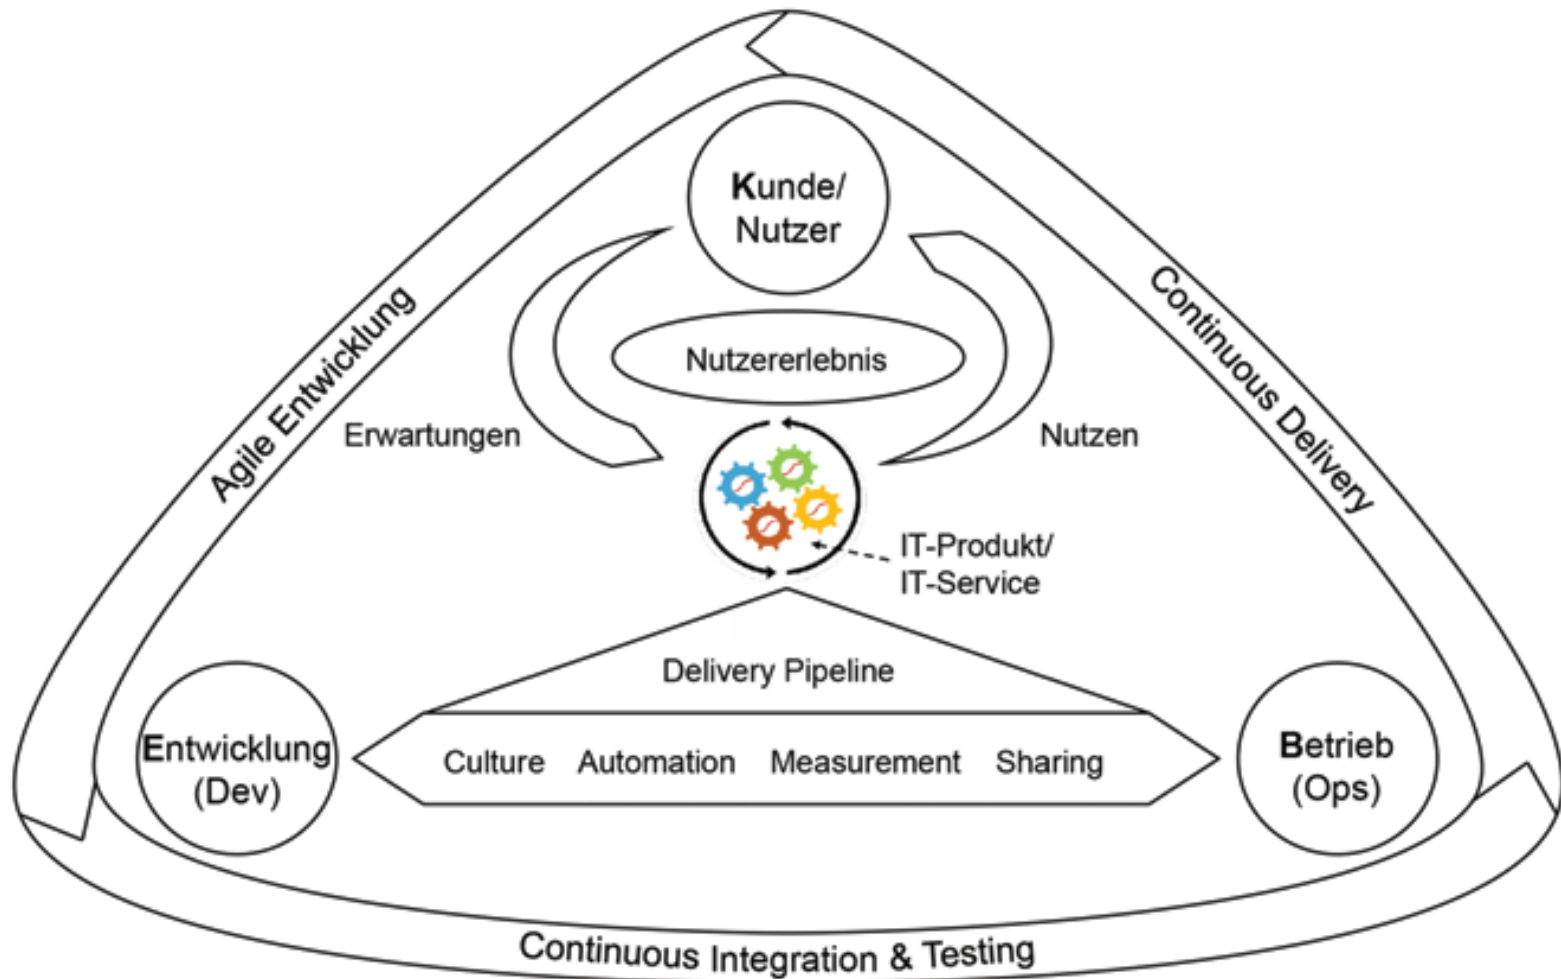 Kunde/
Nutzer
Agile Entwicklung
Continuous Delivery
Nutzererlebnis
Erwartungen
Nutzen
IT-Produkt/
IT-Service
Delivery Pipeline
Entwicklung
(Dev)
Culture Automation Measurement Sharing
Betrieb
(Ops)
Continuous Integration & Testing